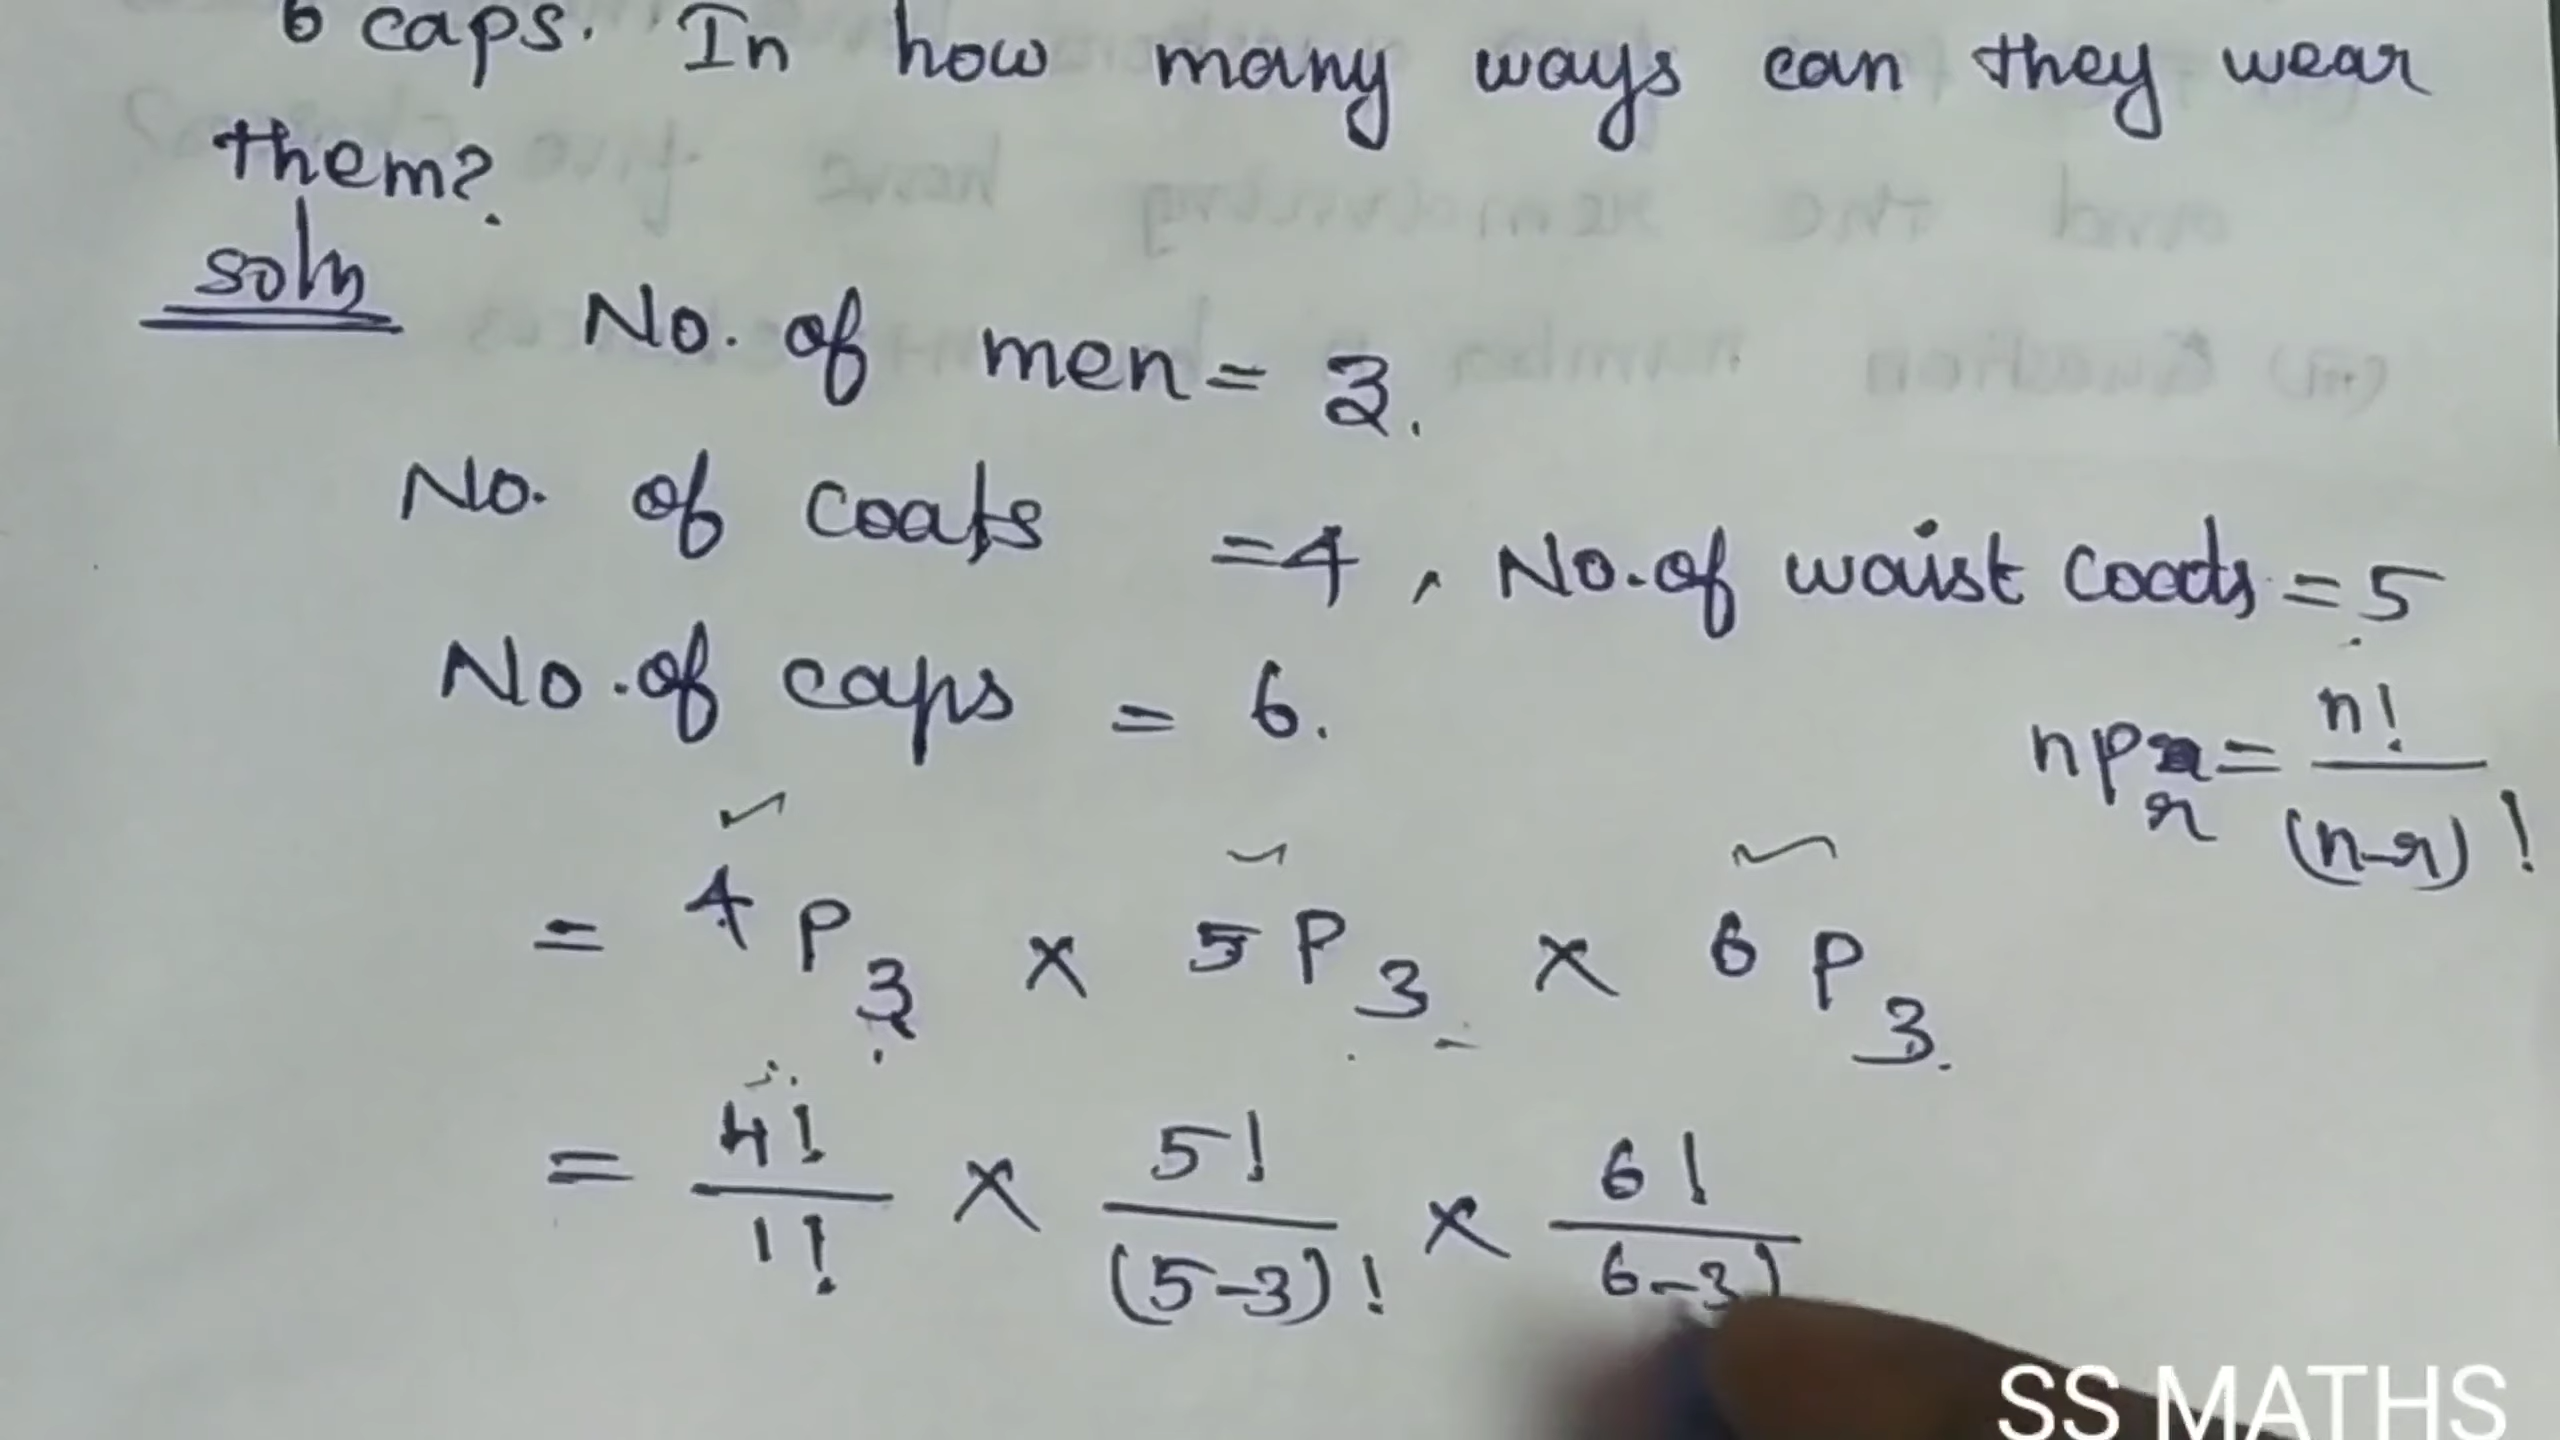 6 caps. In how many ways can they wear
them?
soln
No. of men = 3.
No. of coats = 4, No. of waist coats = 5
No. of caps = 6.
nPr = n!/(n-r)!
= 4P3 × 5P3 × 6P3.
= 4!/1! × 5!/(5-3)! × 6!/6-3)
SS MATHS